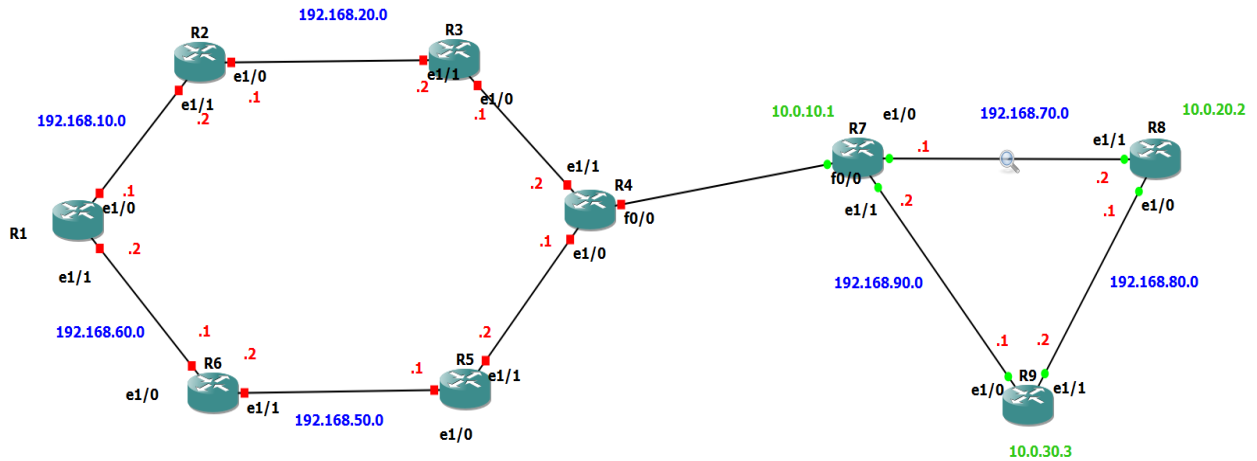 192.168.20.0
R2
R3
e1/0
e1/1
.1
.2
e1/1
.2
e1/0
.1
192.168.10.0
10.0.10.1
e1/0
R7
.1
192.168.70.0
10.0.20.2
R8
e1/1
f0/0
.2
e1/1
.2
e1/0
.1
e1/1
.2
R4
f0/0
.1
e1/0
.1
e1/0
R1
.2
e1/1
192.168.60.0
.1
R6
.2
e1/0
e1/1
192.168.50.0
.2
R5
.1
e1/1
e1/0
192.168.90.0
192.168.80.0
.1
.2
R9
e1/0
e1/1
10.0.30.3